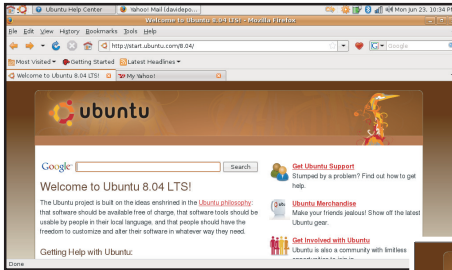 Ubuntu Help Center
Yahoo! Mail (davidepo...
Mon Jun 23, 10:34 PM
Welcome to Ubuntu 8.04 LTS! - Mozilla Firefox
File Edit View History Bookmarks Tools Help
http://start.ubuntu.com/8.04/
Google
Most Visited Getting Started Latest Headlines
Welcome to Ubuntu 8.04 LTS!
My Yahoo!
ubuntu
Google
Search
Welcome to Ubuntu 8.04 LTS!
The Ubuntu project is built on the ideas enshrined in the Ubuntu philosophy:
that software should be available free of charge, that software tools should be
usable by people in their local language, and that people should have the
freedom to customize and alter their software in whatever way they need.
Getting Help with Ubuntu:
Get Ubuntu Support
Stumped by a problem? Find out how to get
help.
Ubuntu Merchandise
Make your friends jealous! Show off the latest
Ubuntu gear.
Get Involved with Ubuntu
Ubuntu is also a community with limitless
Done